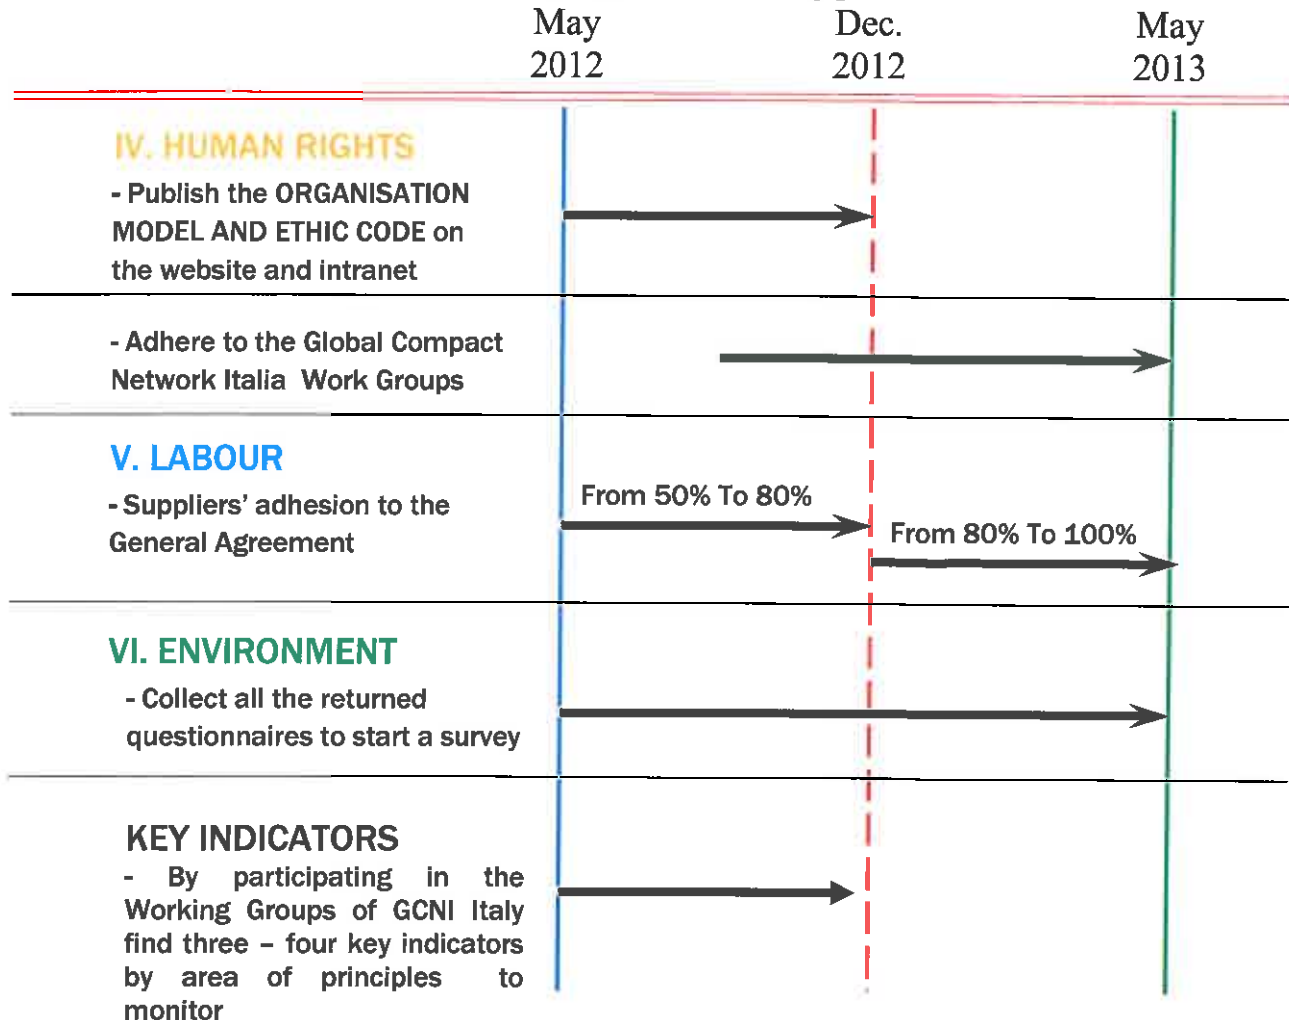 May
2012
Dec.
2012
May
2013
IV. HUMAN RIGHTS
- Publish the ORGANISATION
MODEL AND ETHIC CODE on
the website and intranet
- Adhere to the Global Compact
Network Italia Work Groups
V. LABOUR
- Suppliers' adhesion to the
General Agreement
From 50% To 80%
From 80% To 100%
VI. ENVIRONMENT
- Collect all the returned
questionnaires to start a survey
KEY INDICATORS
- By participating in the
Working Groups of GCNI Italy
find three – four key indicators
by area of principles to
monitor